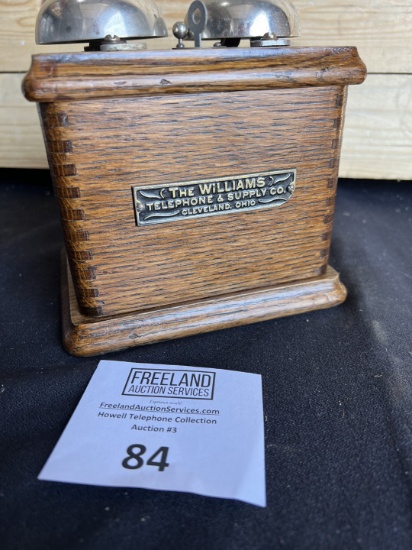 THE WILLIAMS
TELEPHONE & SUPPLY CO.
CLEVELAND, OHIO
FREELAND
AUCTION SERVICES
FreelandAuctionServices.com
Howell Telephone Collection
Auction #3
84